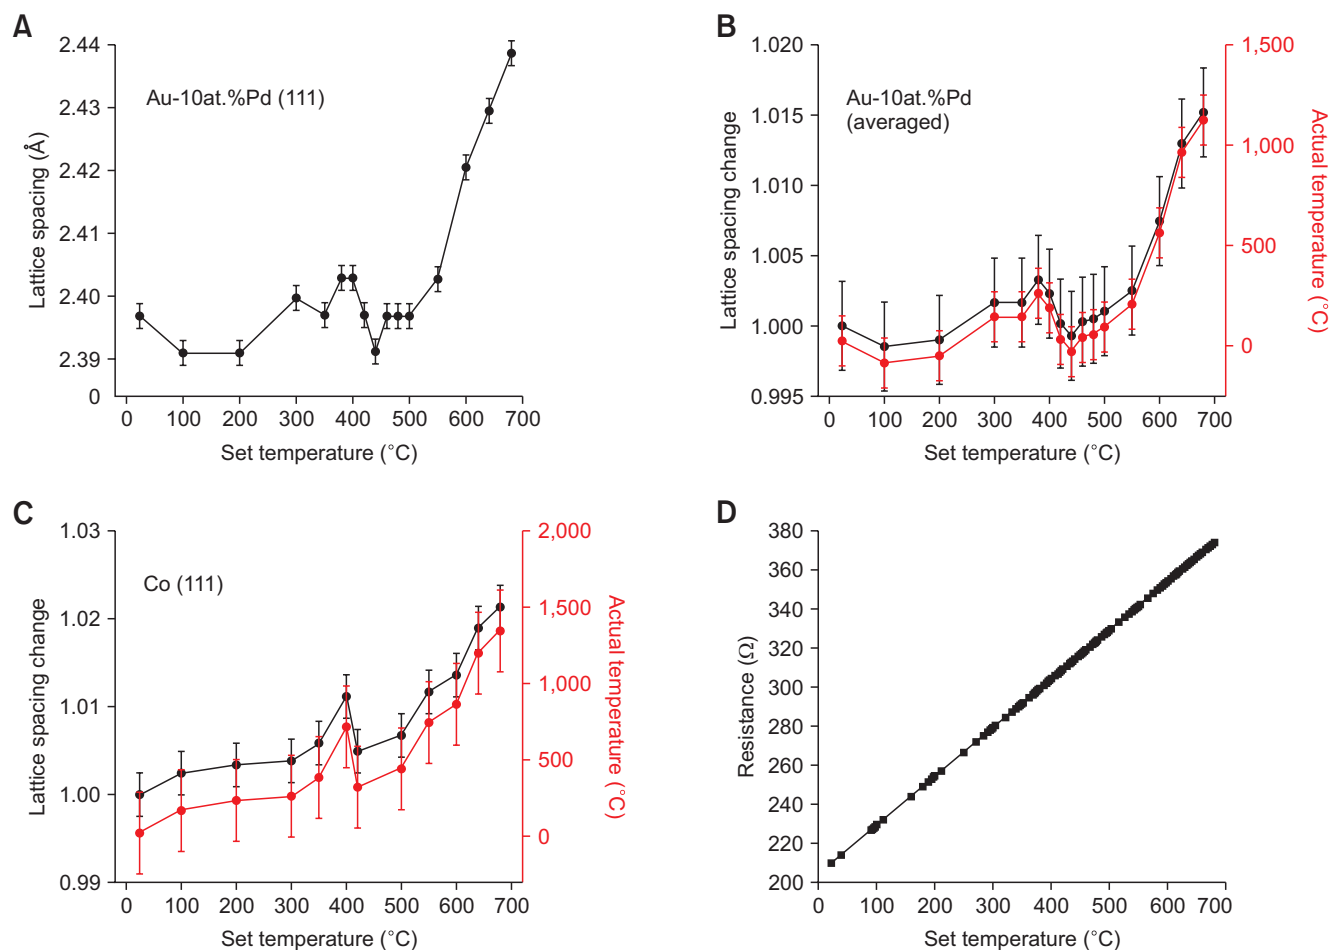 A
2.44
2.43
2.42
2.41
2.40
2.39
0
Lattice spacing (Å)
Au-10at.%Pd (111)
0 100 200 300 400 500 600 700
Set temperature (°C)
B
1.020
1.015
1.010
1.005
1.000
0.995
Lattice spacing change
Au-10at.%Pd
(averaged)
1,500
1,000
500
0
Actual temperature (°C)
0 100 200 300 400 500 600 700
Set temperature (°C)
C
1.03
1.02
1.01
1.00
0.99
Lattice spacing change
Co (111)
2,000
1,500
1,000
500
0
Actual temperature (°C)
0 100 200 300 400 500 600 700
Set temperature (°C)
D
380
360
340
320
300
280
260
240
220
200
Resistance (Ω)
0 100 200 300 400 500 600 700
Set temperature (°C)